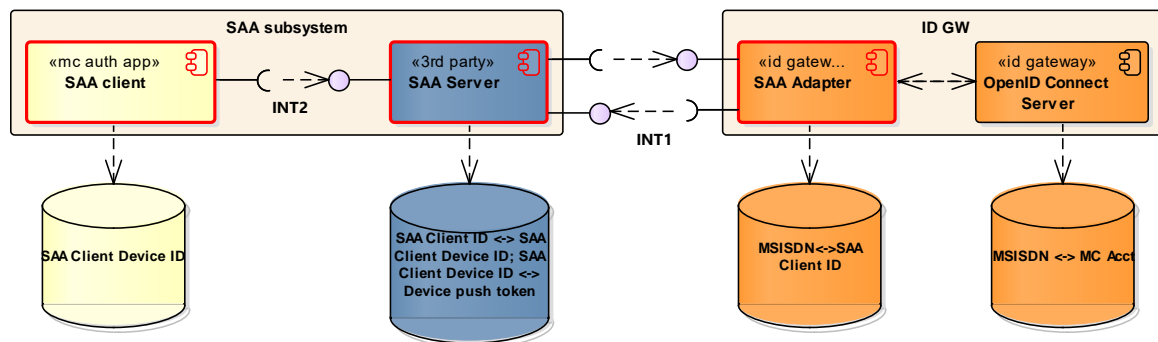 SAA subsystem
ID GW
«mc auth app»
SAA client
«3rd party»
SAA Server
«id gatew...
SAA Adapter
«id gateway»
OpenID Connect
Server
INT2
INT1
SAA Client Device ID
SAA Client ID <-> SAA
Client Device ID; SAA
Client Device ID <->
Device push token
MSISDN<->SAA
Client ID
MSISDN <-> MC Acct